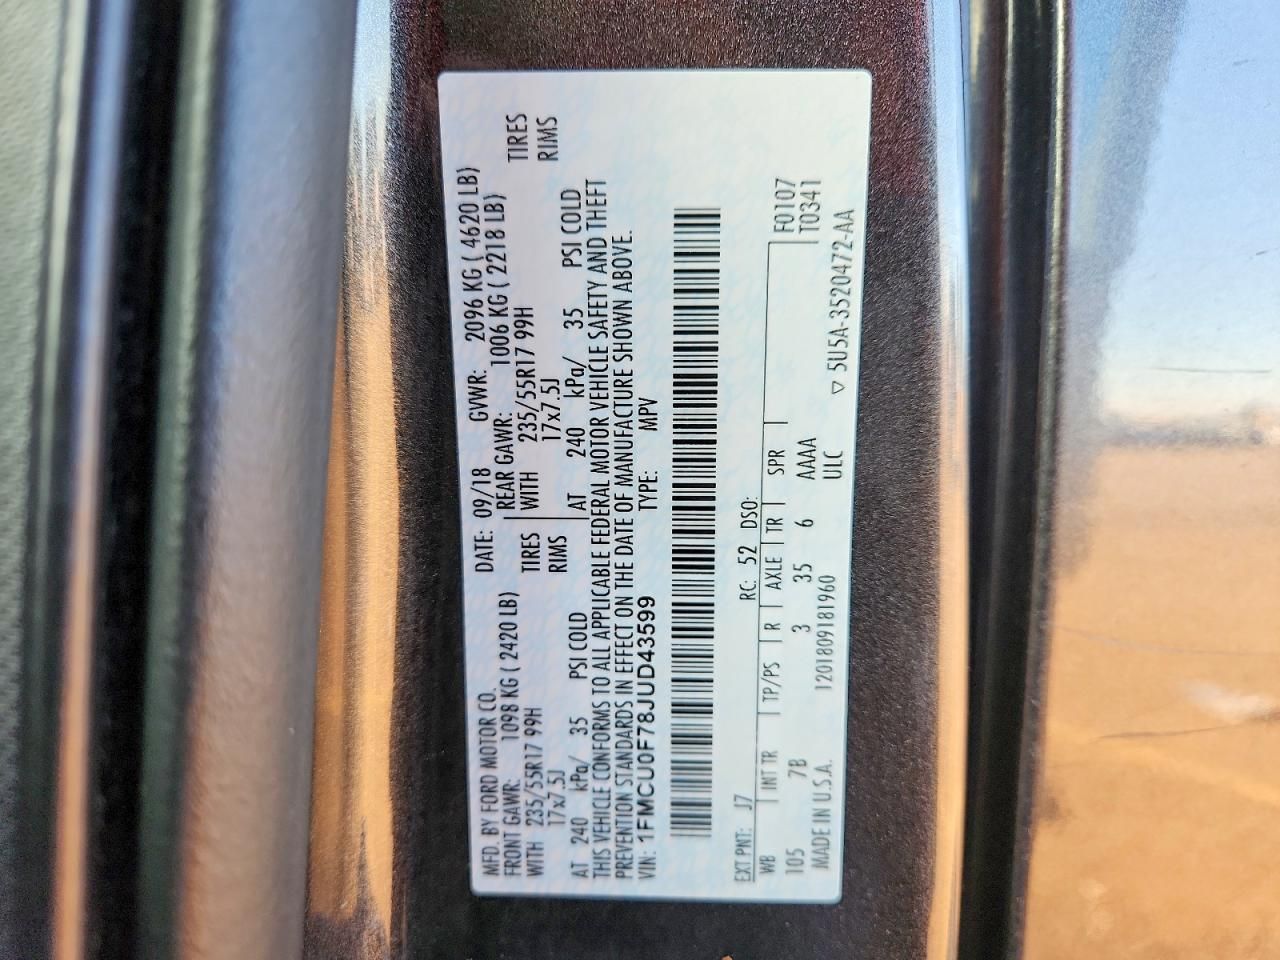 MFD. BY FORD MOTOR CO. DATE: 09/18 GVWR: 2096 KG ( 4620 LB)
FRONT GAWR: 1098 KG ( 2420 LB) REAR GAWR: 1006 KG ( 2218 LB)
WITH 235/55R17 99H TIRES WITH 235/55R17 99H TIRES
17x7.5J RIMS 17x7.5J RIMS
AT 240 kPa/ 35 PSI COLD AT 240 kPa/ 35 PSI COLD
THIS VEHICLE CONFORMS TO ALL APPLICABLE FEDERAL MOTOR VEHICLE SAFETY AND THEFT
PREVENTION STANDARDS IN EFFECT ON THE DATE OF MANUFACTURE SHOWN ABOVE.
VIN: 1FMCU0F78JUD43599 TYPE: MPV
EXT PNT: J7 RC: 52 DSO: F0107
WB INT TR TP/PS R AXLE TR SPR T0341
105 7B 3 35 6 AAAA
MADE IN U.S.A. 1201809181960 ULC ▽ 5U5A-3520472-AA